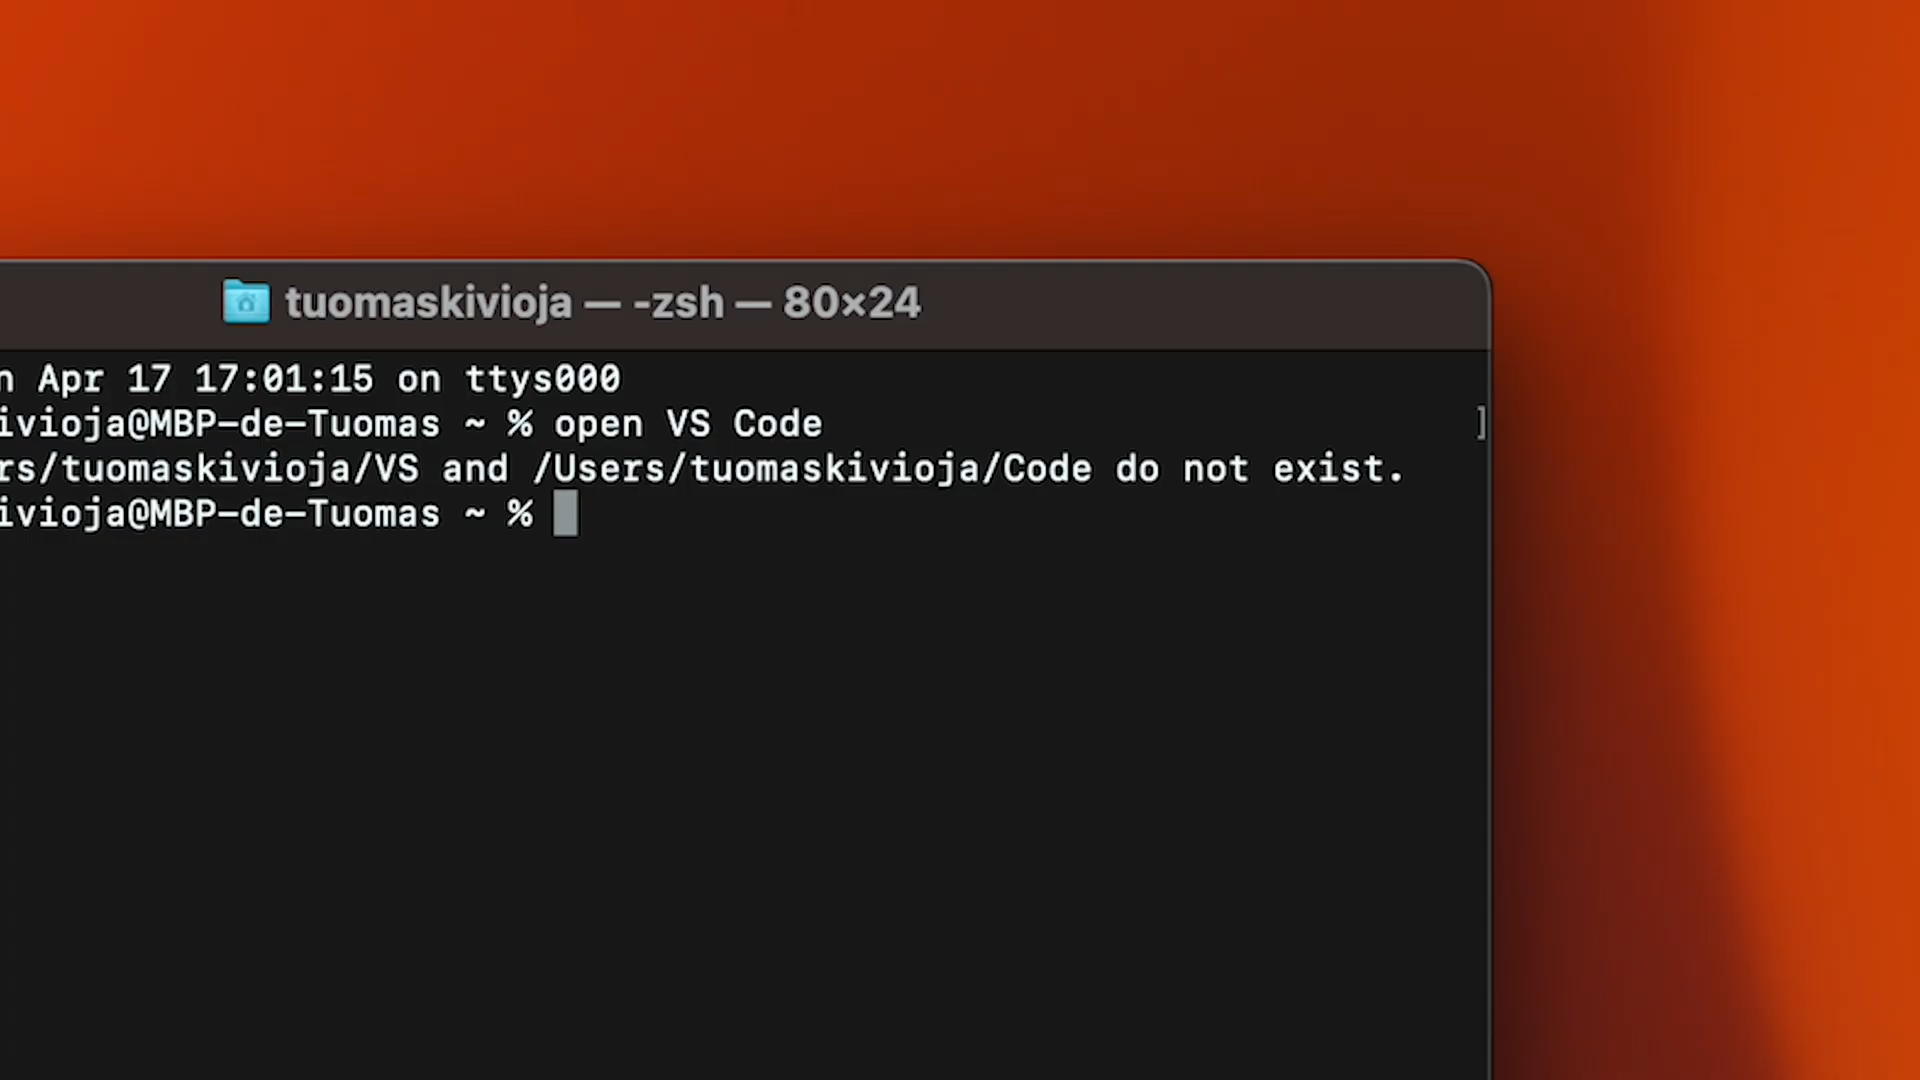 tuomaskivioja — -zsh — 80×24
n Apr 17 17:01:15 on ttys000
ivioja@MBP-de-Tuomas ~ % open VS Code ]
rs/tuomaskivioja/VS and /Users/tuomaskivioja/Code do not exist.
ivioja@MBP-de-Tuomas ~ %